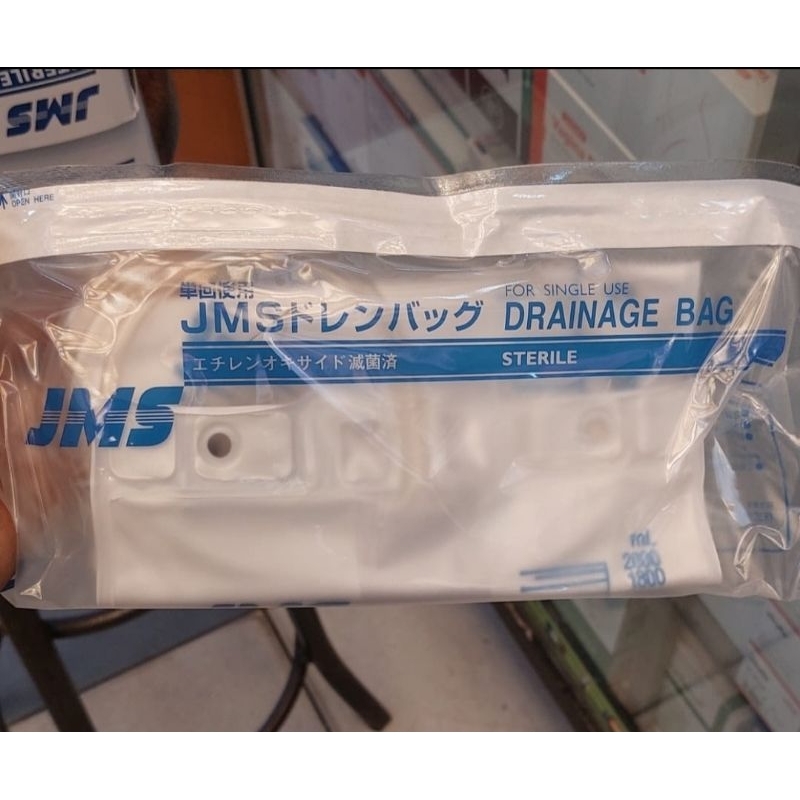 JMS
OPEN HERE
単回使用
FOR SINGLE USE
JMSドレンバッグ DRAINAGE BAG
エチレンオキサイド滅菌済
STERILE
JMS
mL
2000
1800